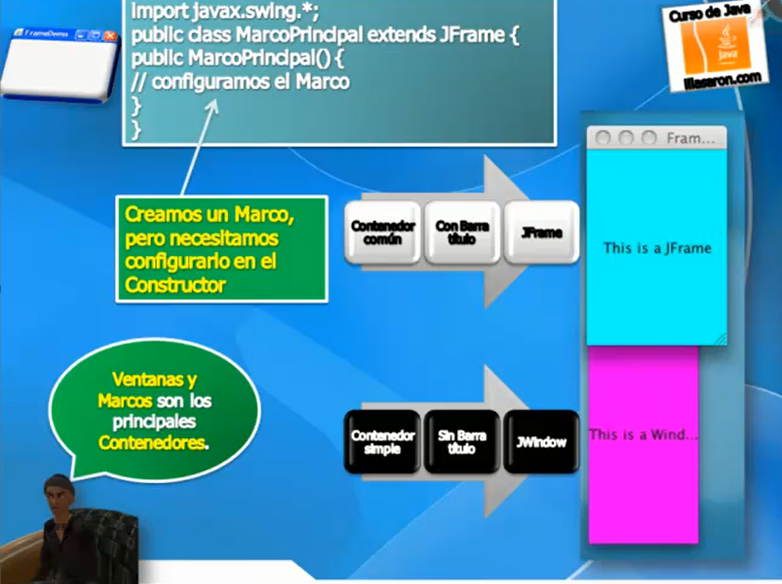 import javax.swing.*;
public class MarcoPrincipal extends JFrame {
public MarcoPrincipal() {
// configuramos el Marco
}
}
FrameDemo
Curso de Java
java
illasaron.com
Creamos un Marco,
pero necesitamos
configurarlo en el
Constructor
Contenedor
común
Con Barra
título
JFrame
Fram...
This is a JFrame
Ventanas y
Marcos son los
principales
Contenedores.
Contenedor
simple
Sin Barra
título
JWindow
This is a Wind...